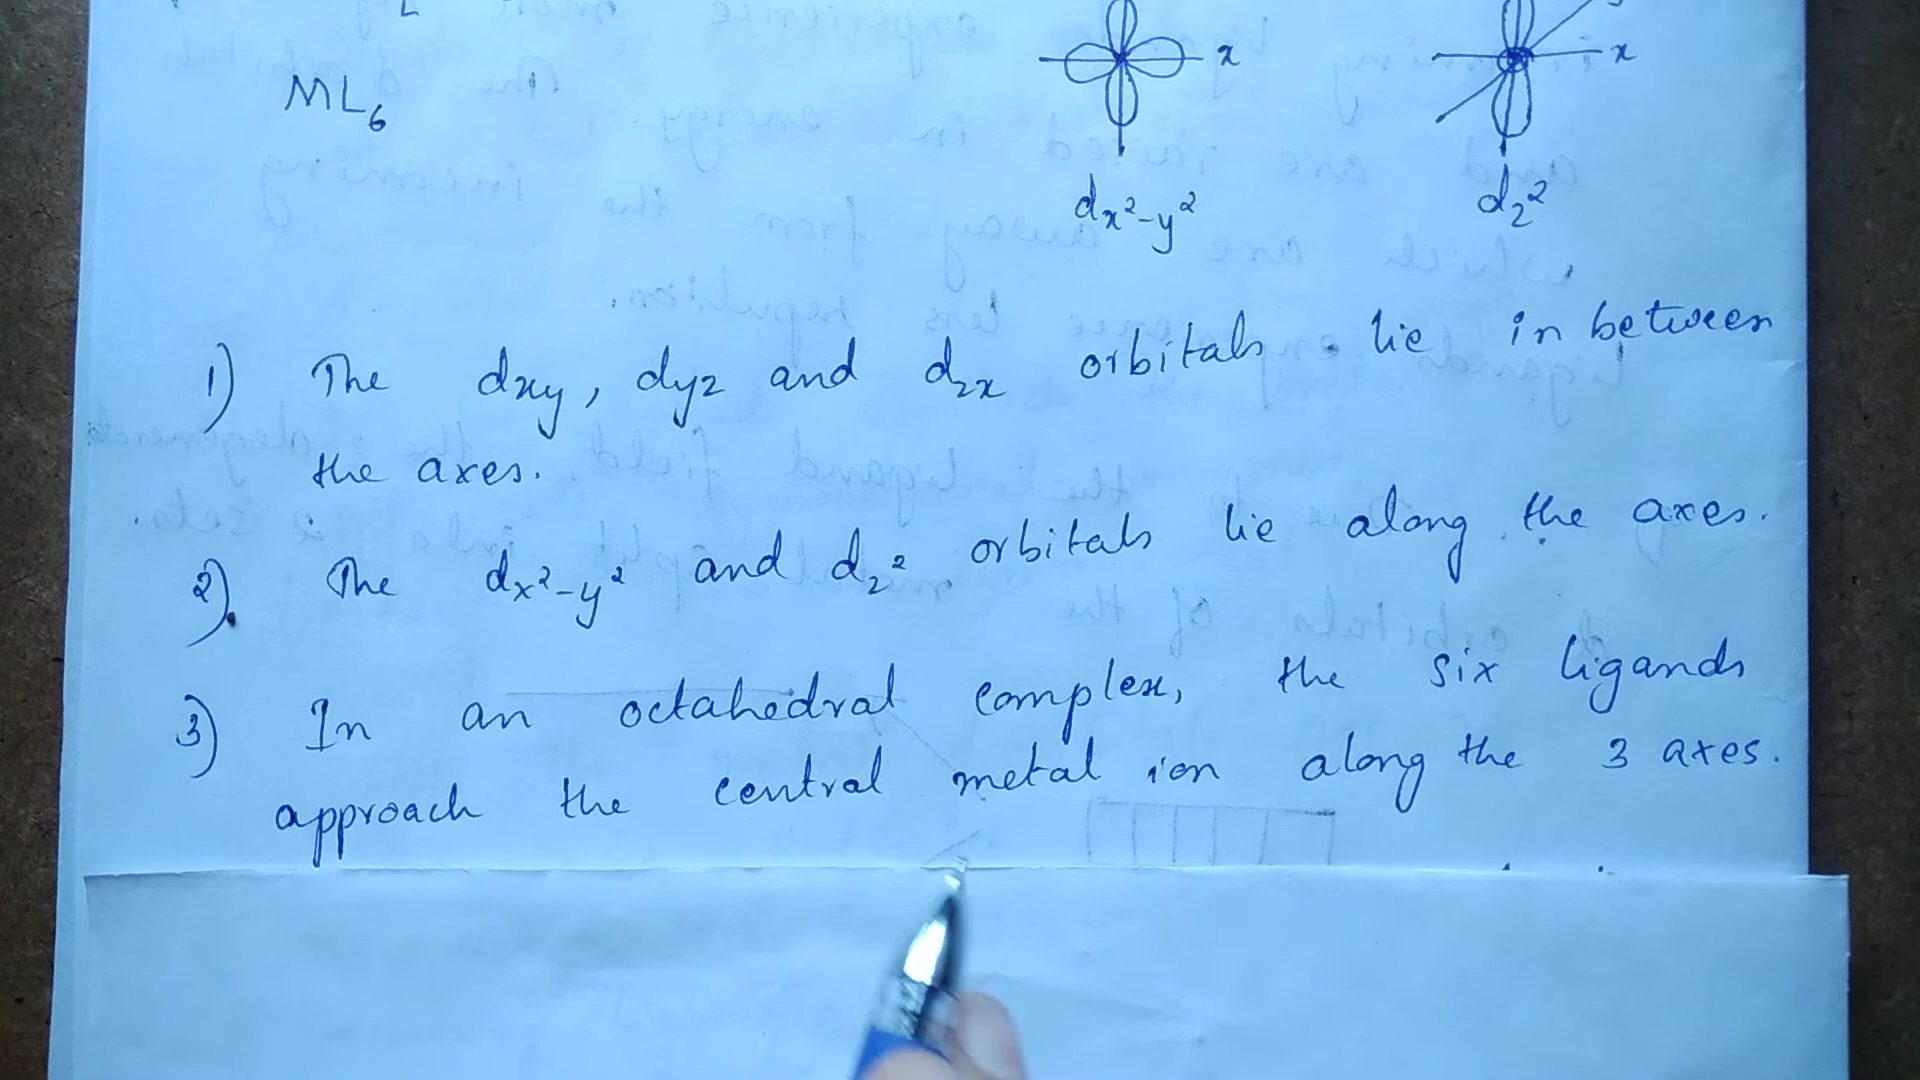 L
x
x
ML6
dx²-y²
dz²
1) The dxy, dyz and dzx orbitals lie in between
the axes.
2). The dx²-y² and dz² orbitals lie along the axes.
3) In an octahedral complex, the six ligands
approach the central metal ion along the 3 axes.